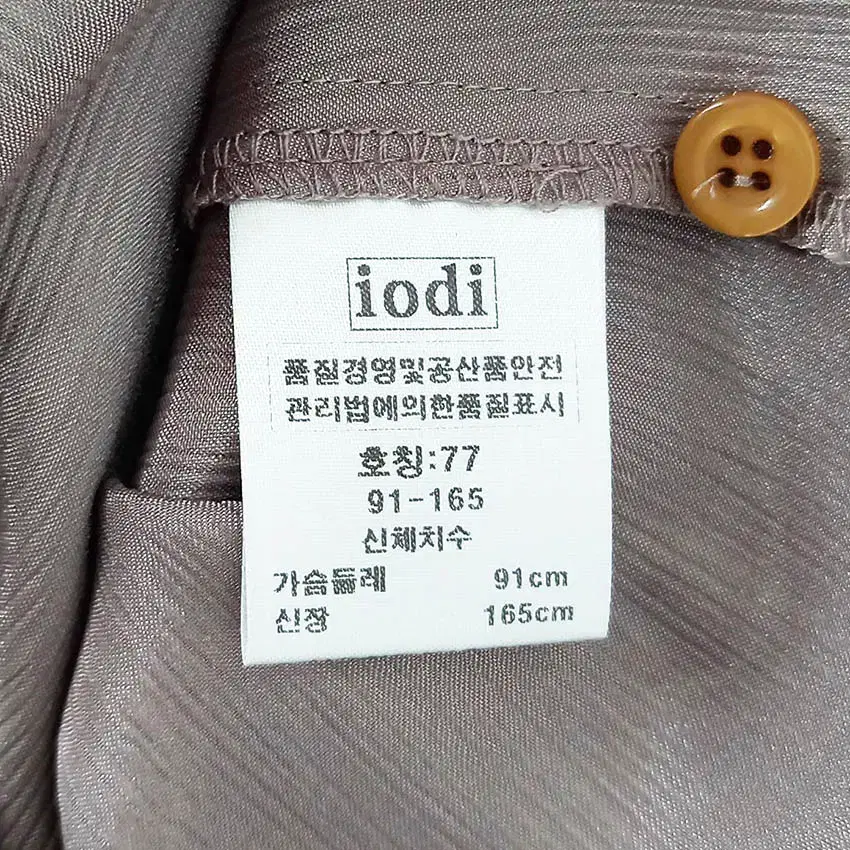 iodi
품질경영및공산품안전
관리법에의한품질표시
호칭:77
91-165
신체치수
가슴둘레 91cm
신장 165cm